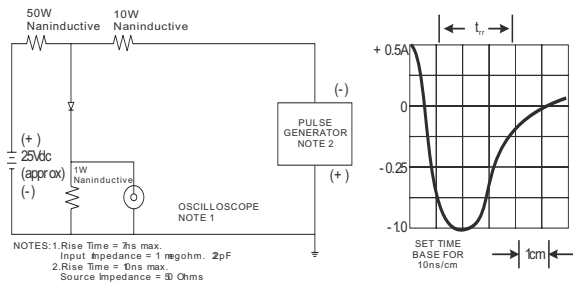 50W
Naninductive
10W
Naninductive
(+)
25Vdc
(approx)
(-)
1W
Naninductive
OSCILLOSCOPE
NOTE 1
(-)
PULSE
GENERATOR
NOTE 2
(+)
NOTES:1.Rise Time = 7ns max.
Input Impedance = 1 megohm. 22pF
2.Rise Time = 10ns max.
Source Impedance = 50 Ohms
trr
+ 0.5A
0
-0.25
-1.0
SET TIME
BASE FOR
10ns/cm
1cm